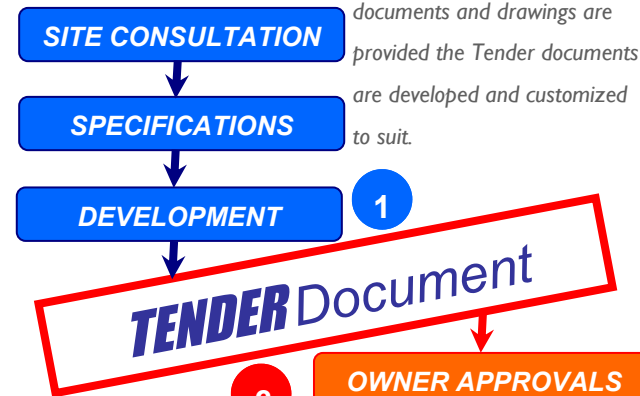 SITE CONSULTATION
SPECIFICATIONS
DEVELOPMENT
documents and drawings are
provided the Tender documents
are developed and customized
to suit.
1
TENDER Document
OWNER APPROVALS